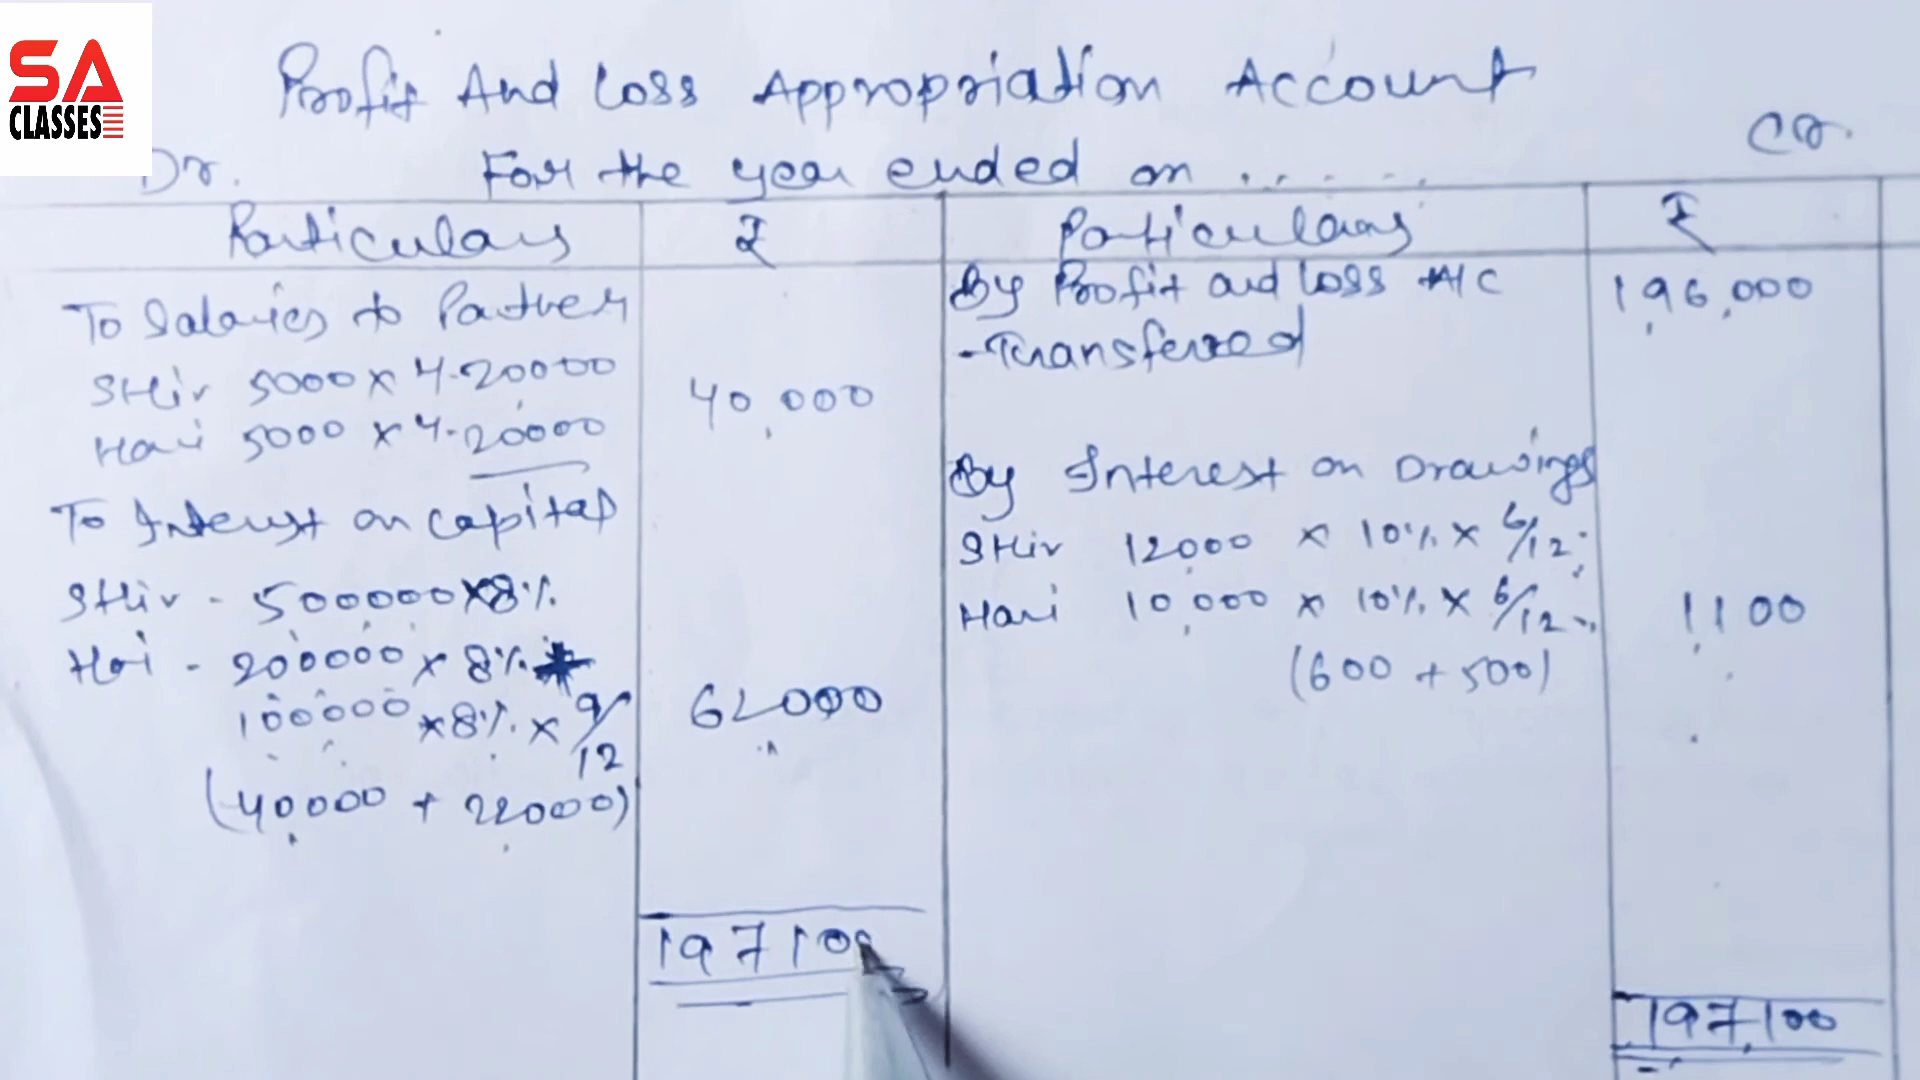 SA
CLASSES
Profit And Loss Appropriation Account
Dr.
For the year ended on ......
Cr.
Particulars
₹
Particulars
₹
To Salaries to Partner
SHiv 5000 x 4-20000
Hari 5000 x 4-20000
40,000
To Interest on capital
SHiv - 500000x8%
Hari - 200000 x 8%
100000 x 8% x 9/12
(40,000 + 22000)
62000
197100
By Profit and Loss A/C
-Transferred
196,000
By Interest on Drawings
SHiv 12000 x 10% x 6/12
Hari 10,000 x 10% x 6/12
(600 + 500)
1100
197,100